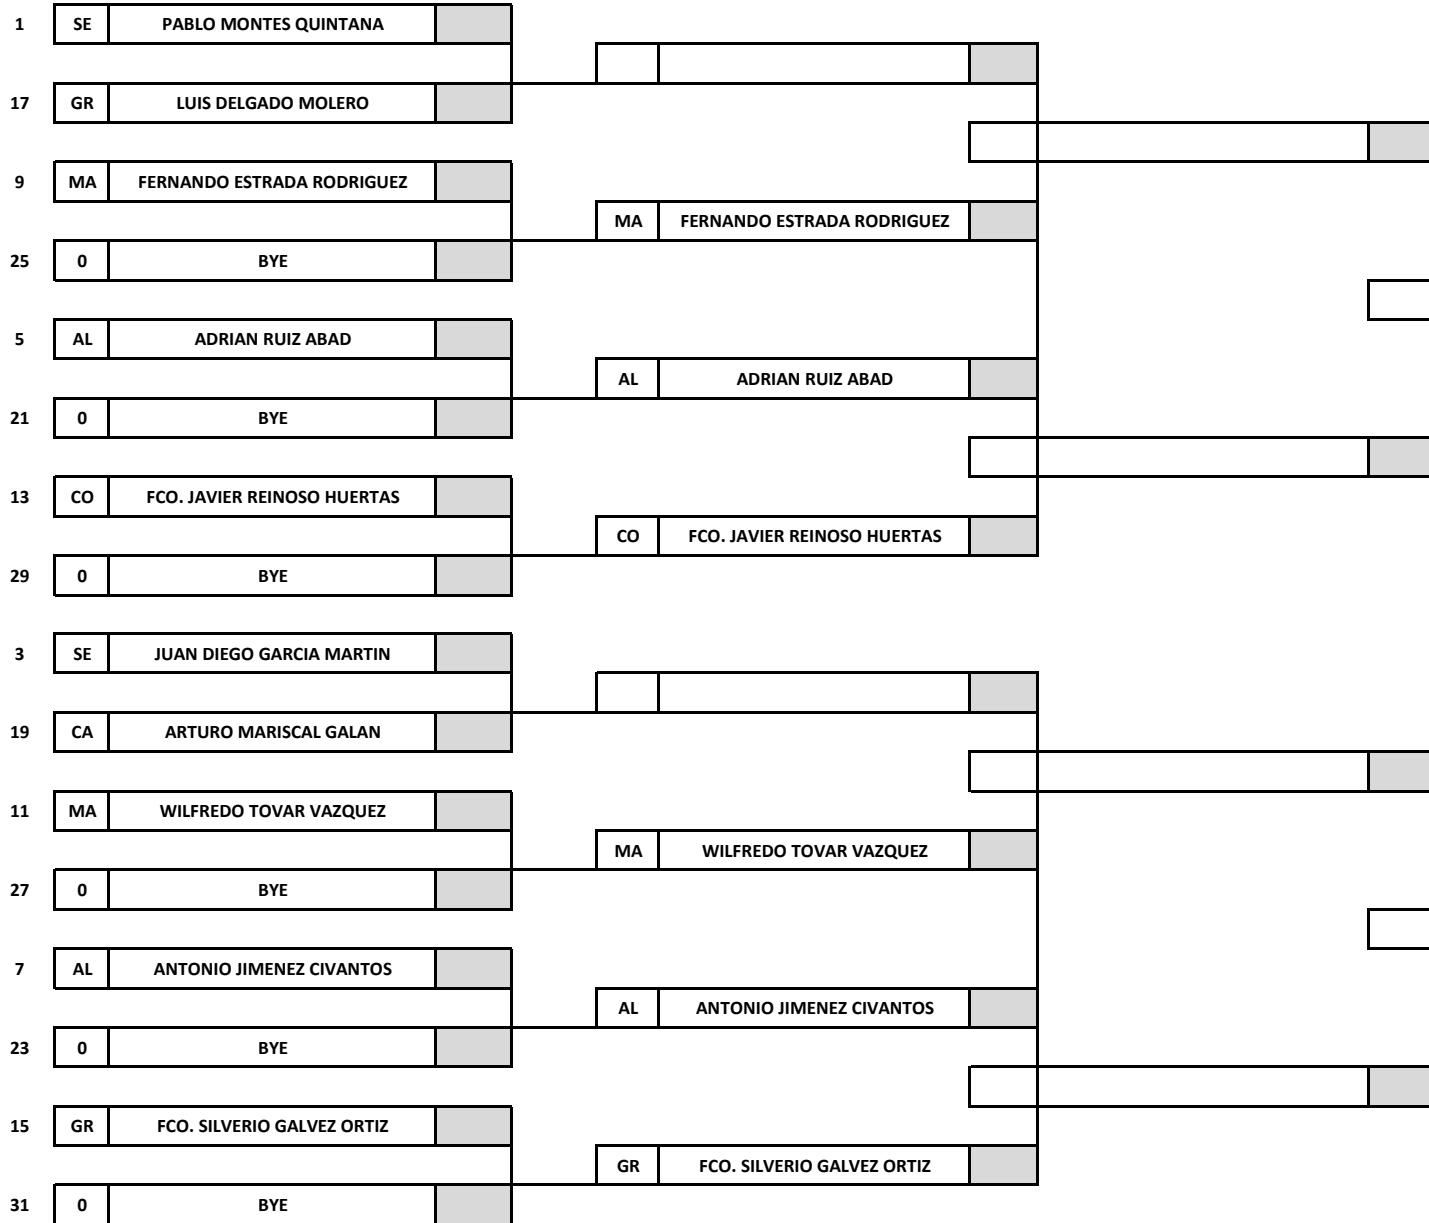 1 SE PABLO MONTES QUINTANA
17 GR LUIS DELGADO MOLERO
9 MA FERNANDO ESTRADA RODRIGUEZ
MA FERNANDO ESTRADA RODRIGUEZ
25 0 BYE
5 AL ADRIAN RUIZ ABAD
AL ADRIAN RUIZ ABAD
21 0 BYE
13 CO FCO. JAVIER REINOSO HUERTAS
CO FCO. JAVIER REINOSO HUERTAS
29 0 BYE
3 SE JUAN DIEGO GARCIA MARTIN
19 CA ARTURO MARISCAL GALAN
11 MA WILFREDO TOVAR VAZQUEZ
MA WILFREDO TOVAR VAZQUEZ
27 0 BYE
7 AL ANTONIO JIMENEZ CIVANTOS
AL ANTONIO JIMENEZ CIVANTOS
23 0 BYE
15 GR FCO. SILVERIO GALVEZ ORTIZ
GR FCO. SILVERIO GALVEZ ORTIZ
31 0 BYE